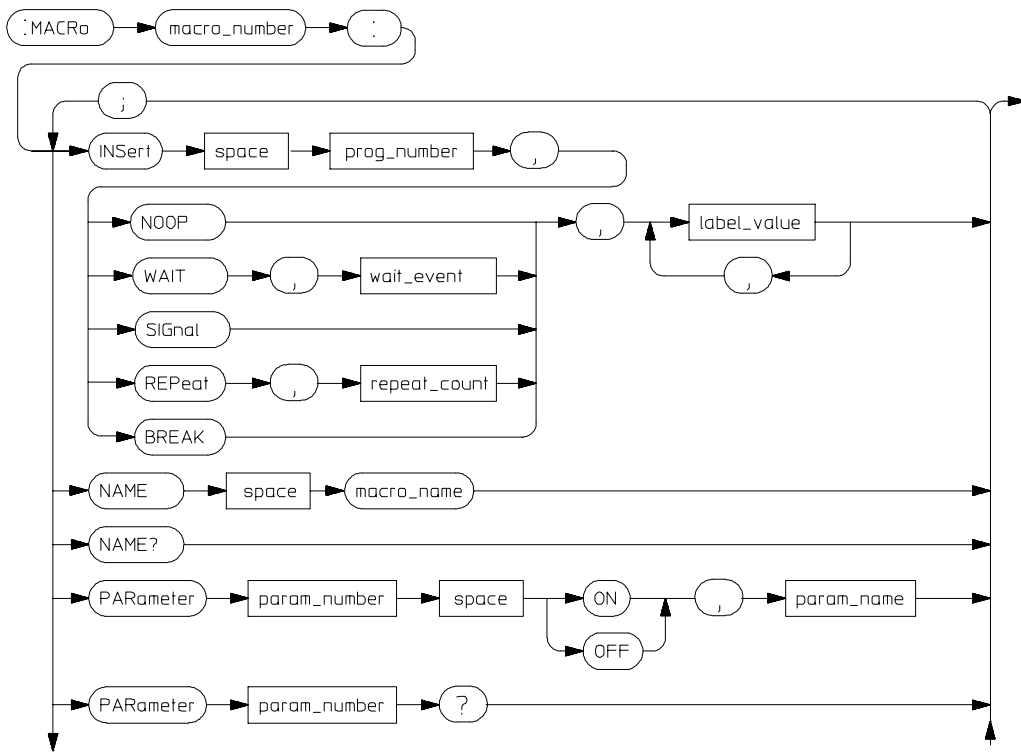 :MACRo macro_number :
;
INSert space prog_number ,
NOOP , label_value
WAIT , wait_event ,
SIGnal
REPeat , repeat_count
BREAK
NAME space macro_name
NAME?
PARameter param_number space ON , param_name
OFF
PARameter param_number ?